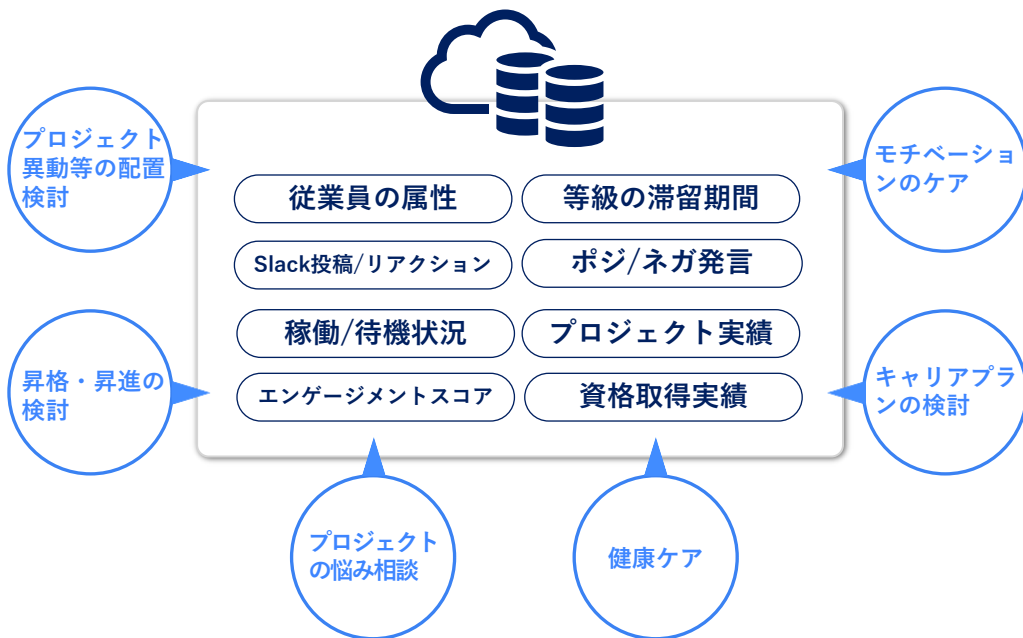 プロジェクト
異動等の配置
検討
モチベーショ
ンのケア
従業員の属性
等級の滞留期間
Slack投稿/リアクション
ポジ/ネガ発言
稼働/待機状況
プロジェクト実績
エンゲージメントスコア
資格取得実績
昇格・昇進の
検討
キャリアプラ
ンの検討
プロジェクト
の悩み相談
健康ケア